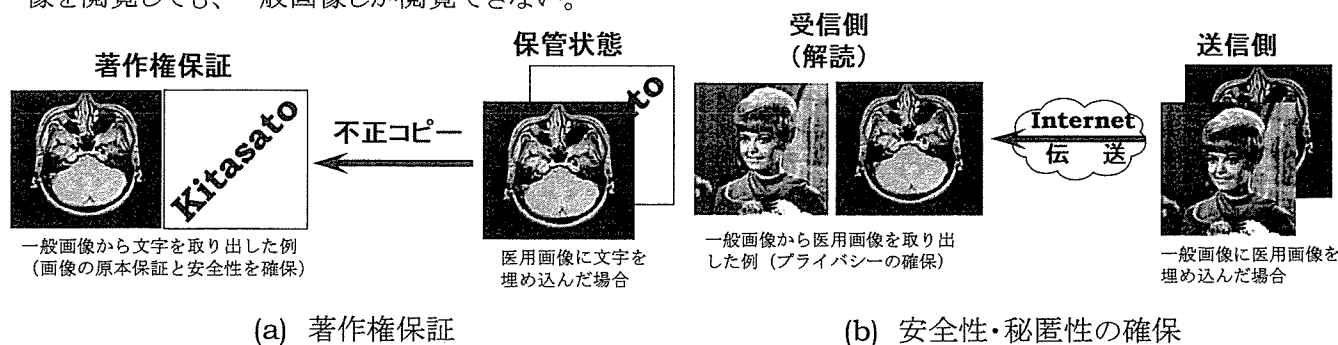 像を閲覧しても、一般画像しか閲覧できない。
著作権保証
Kitasato
一般画像から文字を取り出した例
(画像の原本保証と安全性を確保)
不正コピー
保管状態
to
医用画像に文字を
埋め込んだ場合
(a) 著作権保証
受信側
(解読)
一般画像から医用画像を取り出
した例(プライバシーの確保)
Internet
伝 送
送信側
一般画像に医用画像を
埋め込んだ場合
(b) 安全性・秘匿性の確保